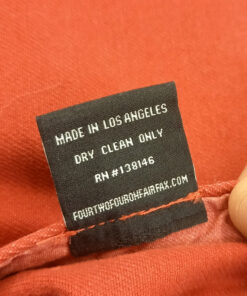 MADE IN LOS ANGELES
DRY CLEAN ONLY
RN #138146
FOURTWOFOURONFAIRFAX.COM